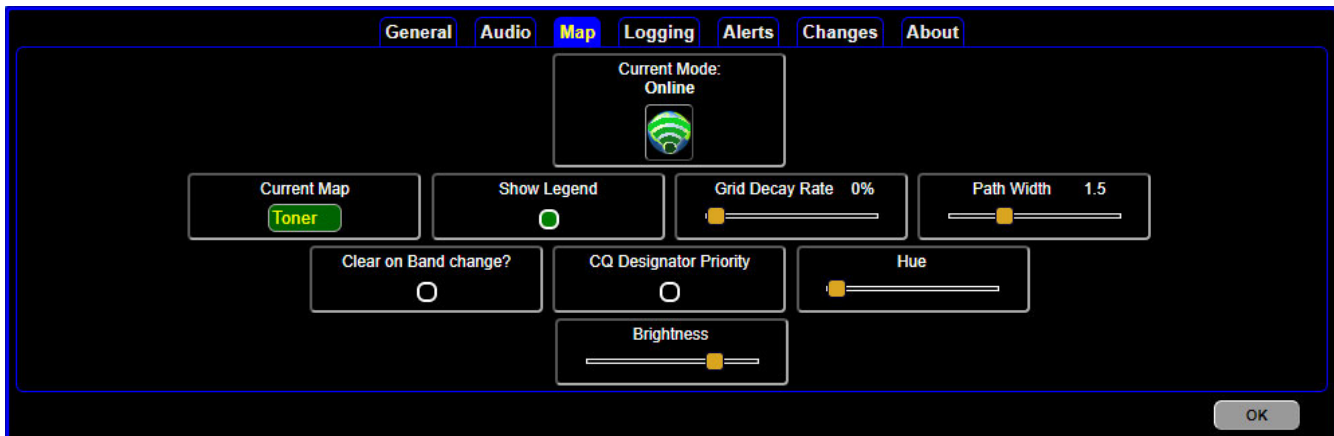 General Audio Map Logging Alerts Changes About
Current Mode:
Online
Current Map
Toner
Show Legend
Grid Decay Rate 0%
Path Width 1.5
Clear on Band change?
CQ Designator Priority
Hue
Brightness
OK